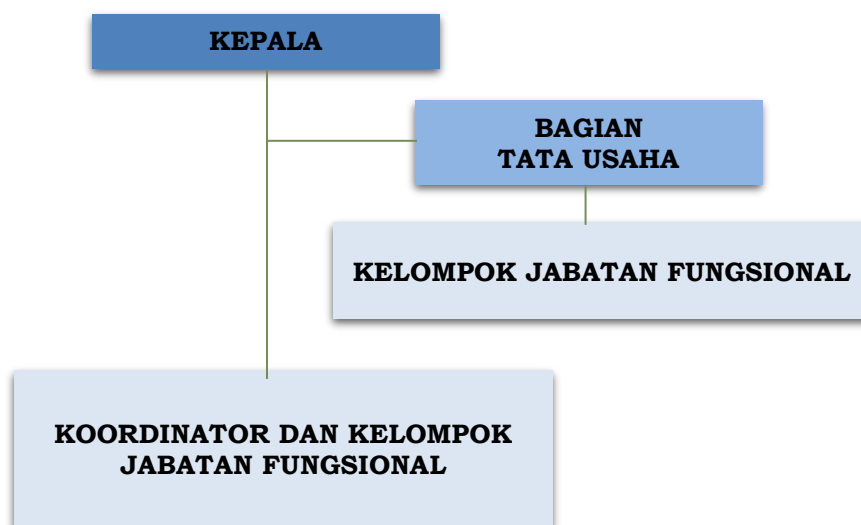 KEPALA
BAGIAN
TATA USAHA
KELOMPOK JABATAN FUNGSIONAL
KOORDINATOR DAN KELOMPOK
JABATAN FUNGSIONAL